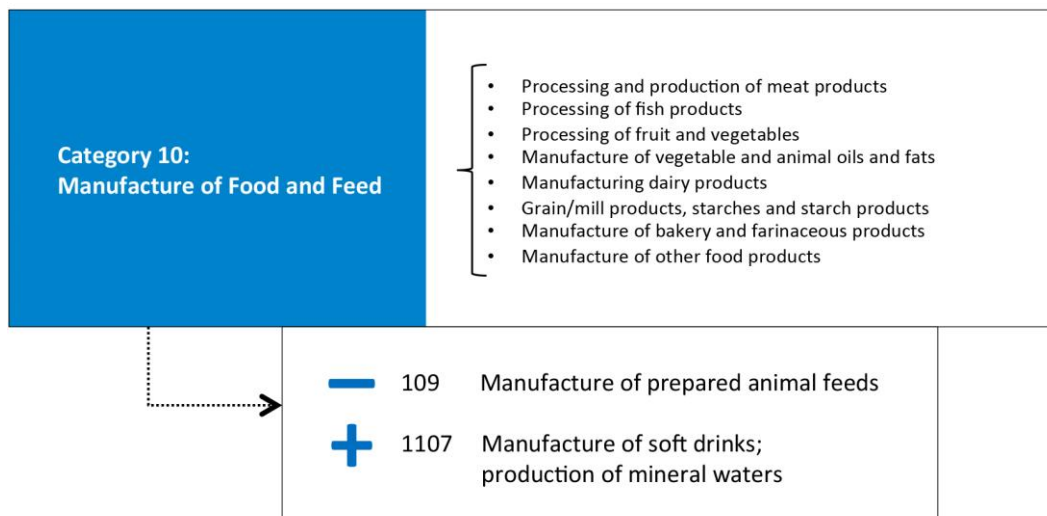 Category 10:
Manufacture of Food and Feed
• Processing and production of meat products
• Processing of fish products
• Processing of fruit and vegetables
• Manufacture of vegetable and animal oils and fats
• Manufacturing dairy products
• Grain/mill products, starches and starch products
• Manufacture of bakery and farinaceous products
• Manufacture of other food products
− 109 Manufacture of prepared animal feeds
+ 1107 Manufacture of soft drinks;
production of mineral waters